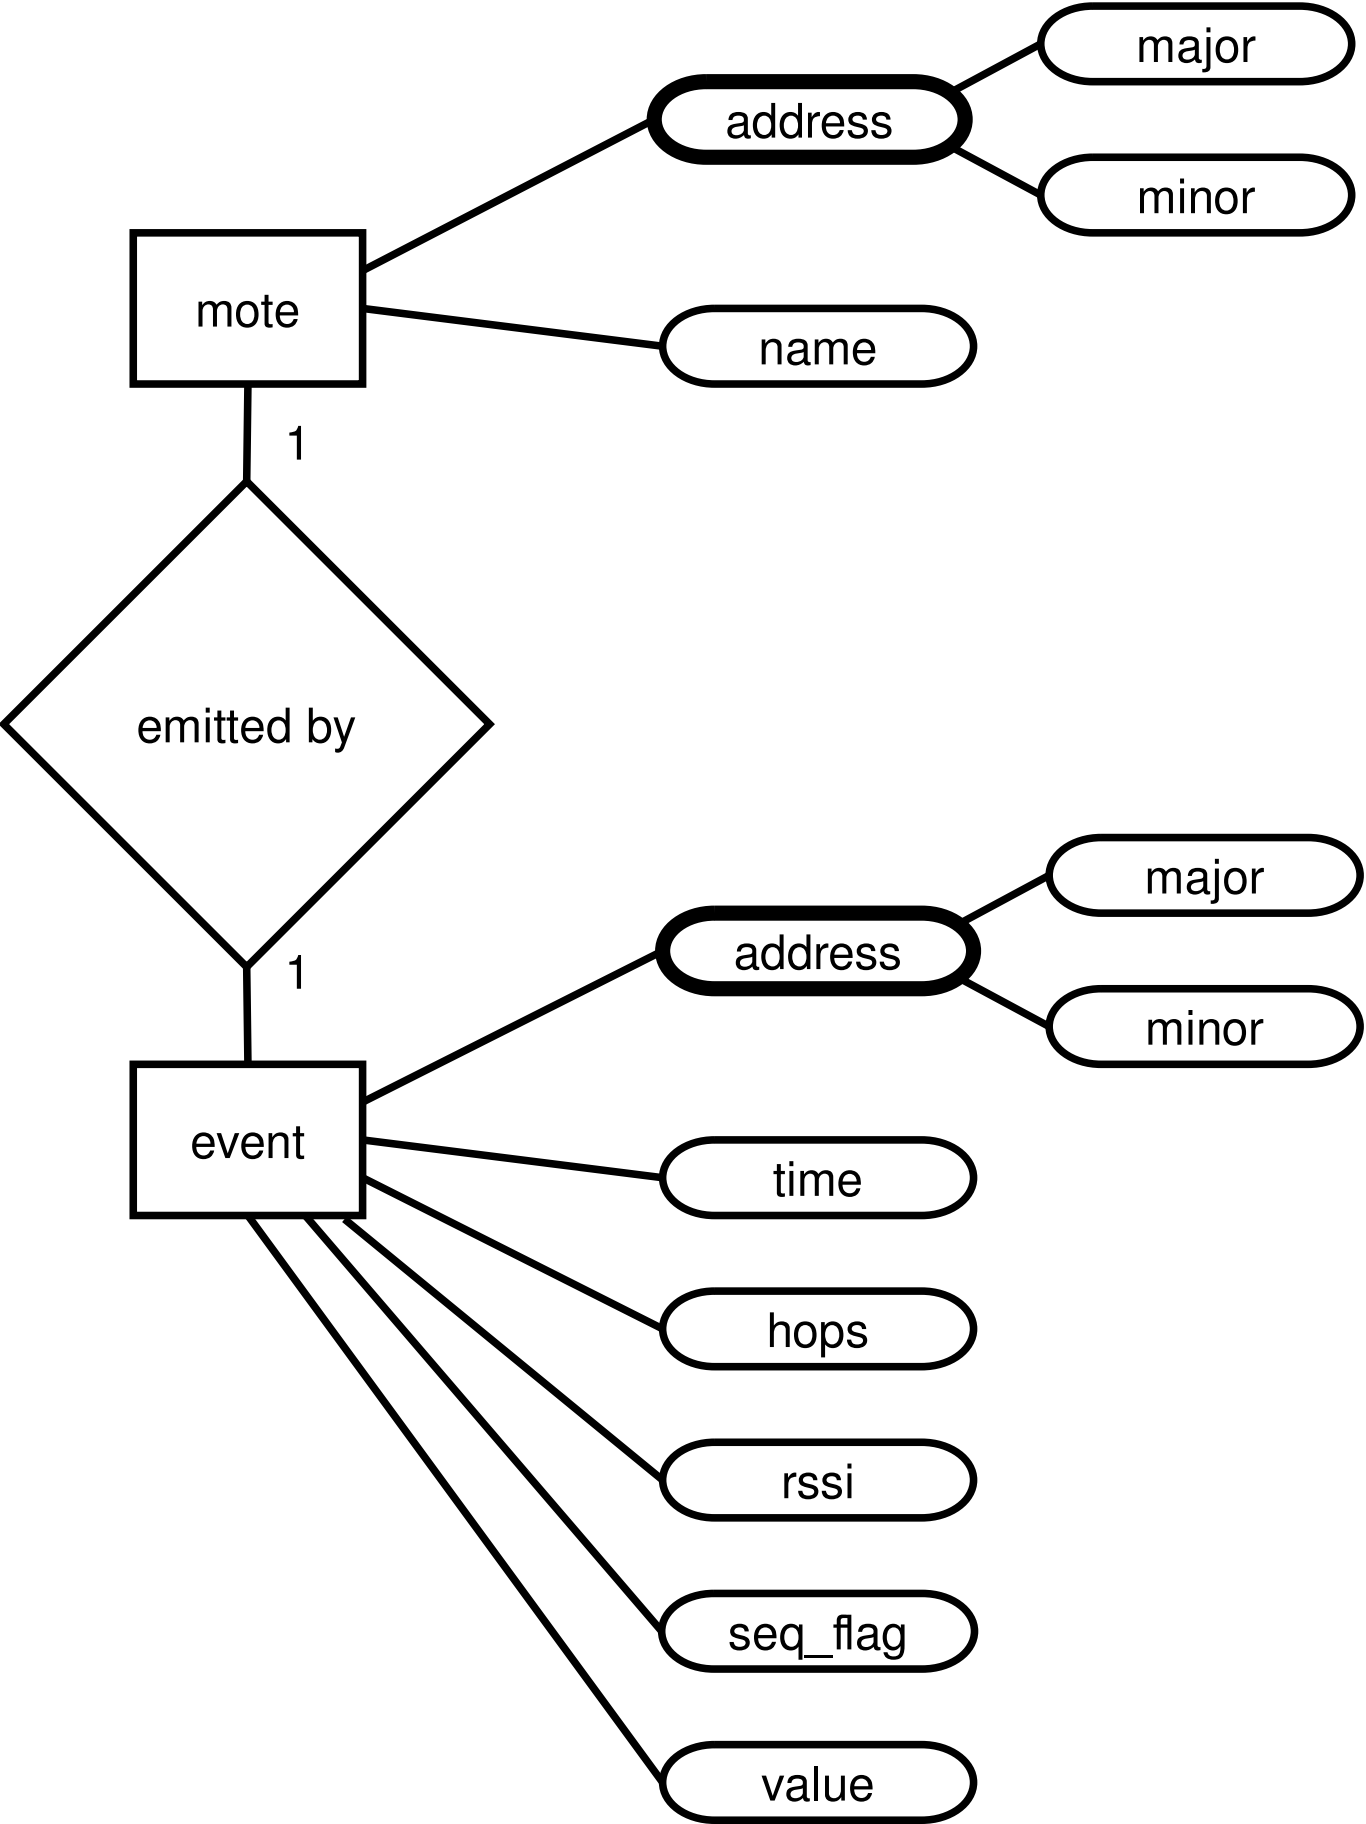 major
address
minor
mote
name
1
emitted by
major
address
1
minor
event
time
hops
rssi
seq_flag
value